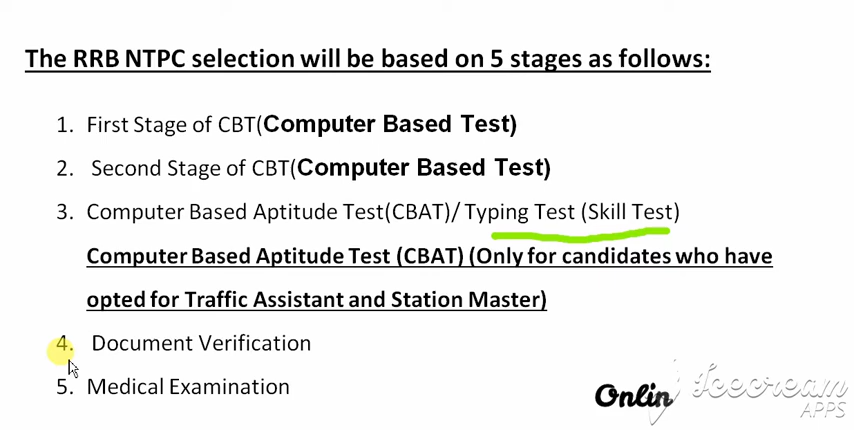 The RRB NTPC selection will be based on 5 stages as follows:
1. First Stage of CBT(Computer Based Test)
2. Second Stage of CBT(Computer Based Test)
3. Computer Based Aptitude Test(CBAT)/ Typing Test (Skill Test)
Computer Based Aptitude Test (CBAT) (Only for candidates who have
opted for Traffic Assistant and Station Master)
4. Document Verification
5. Medical Examination
Onlin
Icecream
APPS